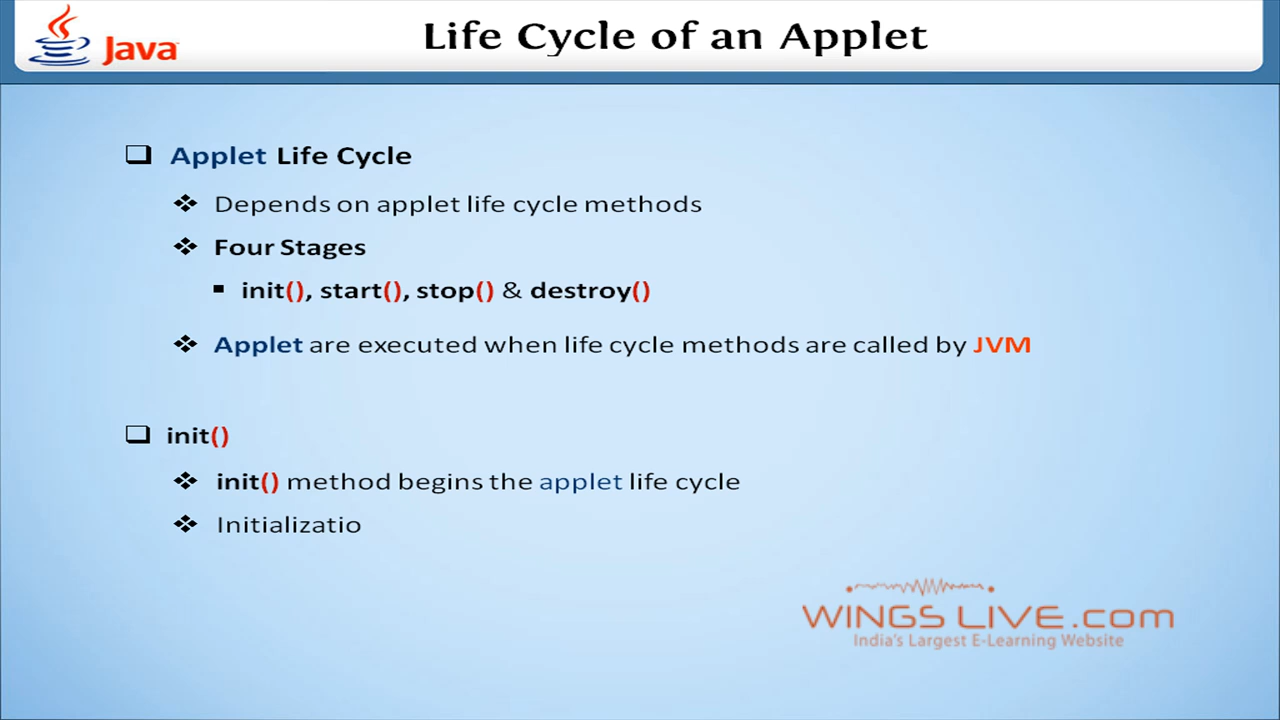 Java
Life Cycle of an Applet
Applet Life Cycle
Depends on applet life cycle methods
Four Stages
init(), start(), stop() & destroy()
Applet are executed when life cycle methods are called by JVM
init()
init() method begins the applet life cycle
Initializatio
WINGS LIVE.com
India's Largest E-Learning Website